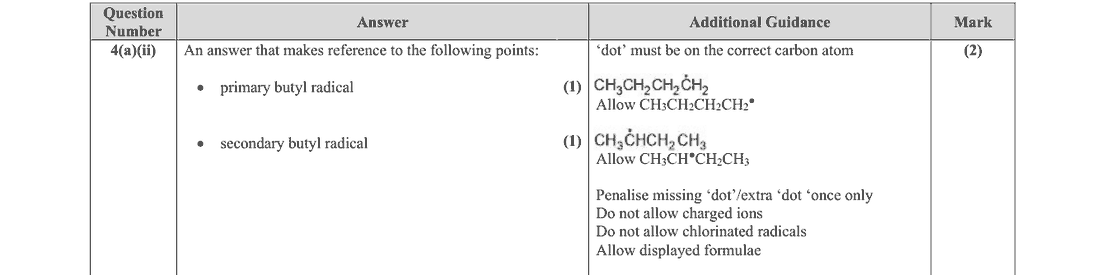 Question Number Answer Additional Guidance Mark
4(a)(ii) An answer that makes reference to the following points: ‘dot’ must be on the correct carbon atom (2)
• primary butyl radical (1) CH₃CH₂CH₂ĊH₂
Allow CH₃CH₂CH₂CH₂•
• secondary butyl radical (1) CH₃ĊHCH₂CH₃
Allow CH₃CH•CH₂CH₃
Penalise missing ‘dot’/extra ‘dot ‘once only
Do not allow charged ions
Do not allow chlorinated radicals
Allow displayed formulae